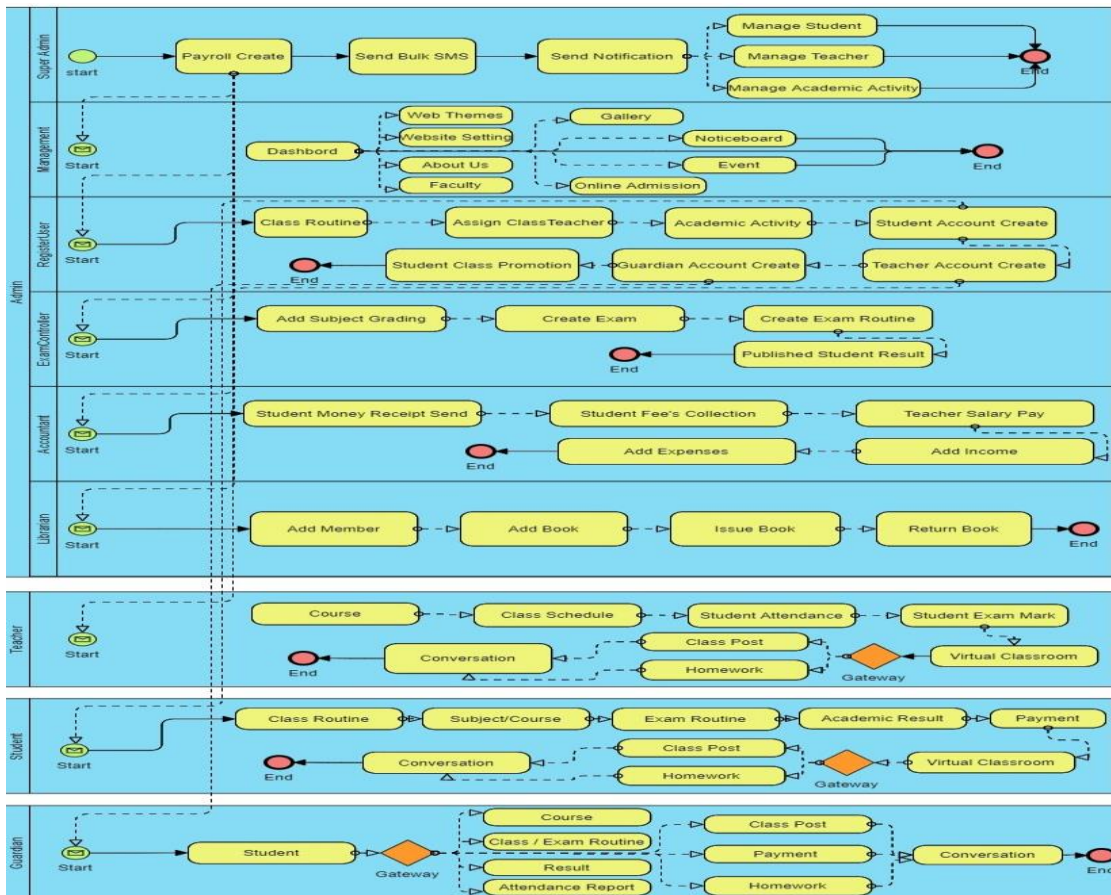 Admin
Super Admin
start
Payroll Create
Send Bulk SMS
Send Notification
Manage Student
Manage Teacher
Manage Academic Activity
End
Management
Start
Dashbord
Web Themes
Website Setting
About Us
Faculty
Gallery
Noticeboard
Event
Online Admission
End
RegisterUser
Start
Class Routine
Assign ClassTeacher
Academic Activity
Student Account Create
Teacher Account Create
Guardian Account Create
Student Class Promotion
End
ExamController
Start
Add Subject Grading
Create Exam
Create Exam Routine
Published Student Result
End
Accountant
Start
Student Money Receipt Send
Student Fee's Collection
Teacher Salary Pay
Add Income
Add Expenses
End
Librarian
Start
Add Member
Add Book
Issue Book
Return Book
End
Teacher
Start
Course
Class Schedule
Student Attendance
Student Exam Mark
Virtual Classroom
Gateway
Class Post
Homework
Conversation
End
Student
Start
Class Routine
Subject/Course
Exam Routine
Academic Result
Payment
Virtual Classroom
Gateway
Class Post
Homework
Conversation
End
Guardian
Start
Student
Gateway
Course
Class / Exam Routine
Result
Attendance Report
Class Post
Payment
Homework
Conversation
End